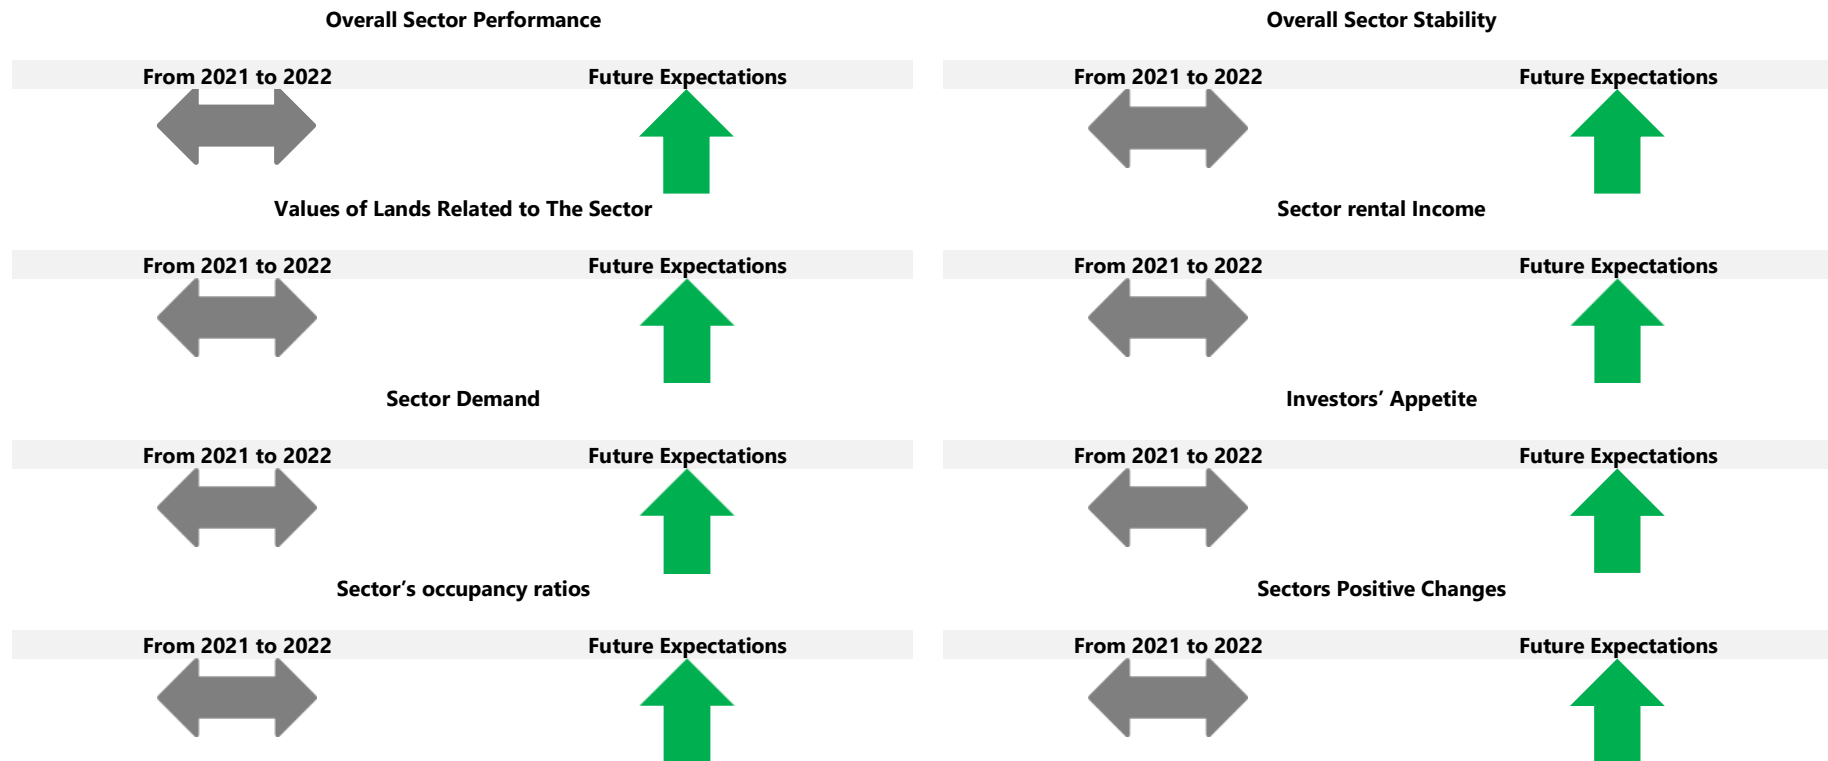 Overall Sector Performance
Overall Sector Stability
From 2021 to 2022
Future Expectations
From 2021 to 2022
Future Expectations
Values of Lands Related to The Sector
Sector rental Income
From 2021 to 2022
Future Expectations
From 2021 to 2022
Future Expectations
Sector Demand
Investors’ Appetite
From 2021 to 2022
Future Expectations
From 2021 to 2022
Future Expectations
Sector’s occupancy ratios
Sectors Positive Changes
From 2021 to 2022
Future Expectations
From 2021 to 2022
Future Expectations